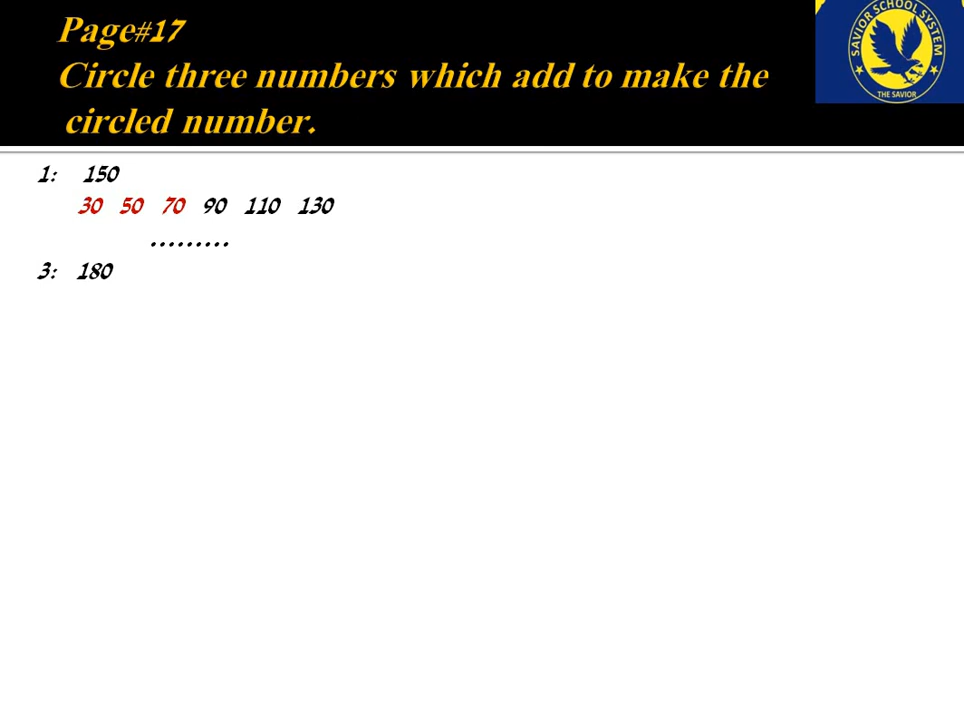 Page#17
Circle three numbers which add to make the
circled number.
SAVIOR SCHOOL SYSTEM
THE SAVIOR
1: 150
30 50 70 90 110 130
.........
3: 180